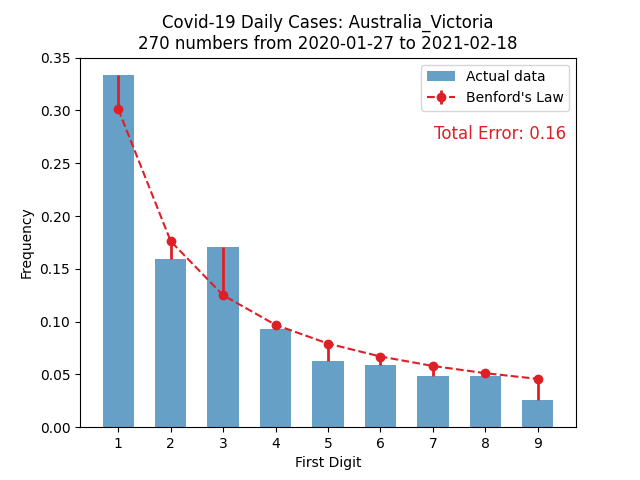 Covid-19 Daily Cases: Australia_Victoria
270 numbers from 2020-01-27 to 2021-02-18
Actual data
Benford's Law
Total Error: 0.16
Frequency
0.35
0.30
0.25
0.20
0.15
0.10
0.05
0.00
1 2 3 4 5 6 7 8 9
First Digit